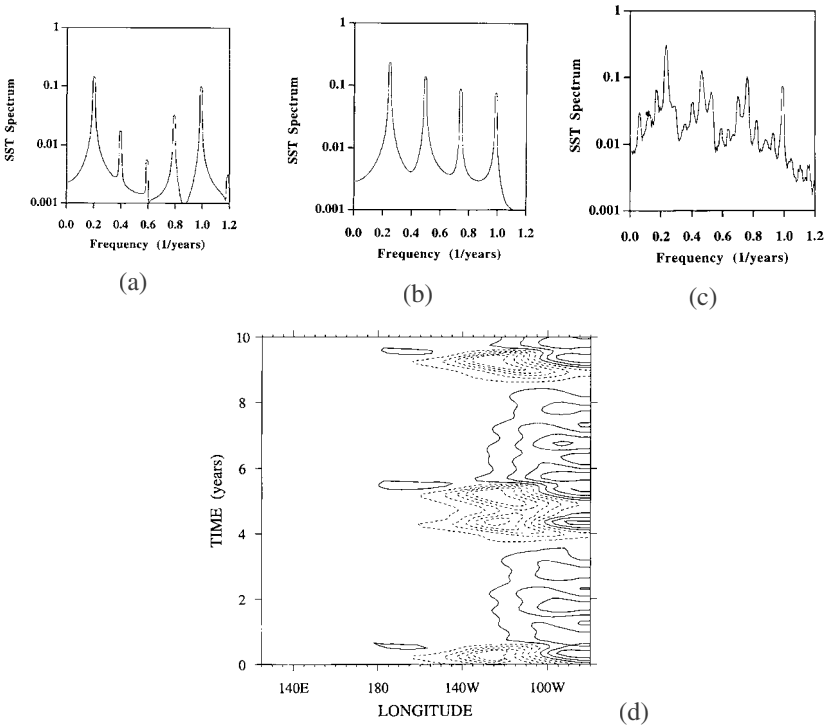 1
0.1
0.01
0.001
SST Spectrum
0.0 0.2 0.4 0.6 0.8 1.0 1.2
Frequency (1/years)
(a)
1
0.1
0.01
0.001
SST Spectrum
0.0 0.2 0.4 0.6 0.8 1.0 1.2
Frequency (1/years)
(b)
1
0.1
0.01
0.001
SST Spectrum
0.0 0.2 0.4 0.6 0.8 1.0 1.2
Frequency (1/years)
(c)
10
8
6
4
2
0
TIME (years)
140E 180 140W 100W
LONGITUDE
(d)